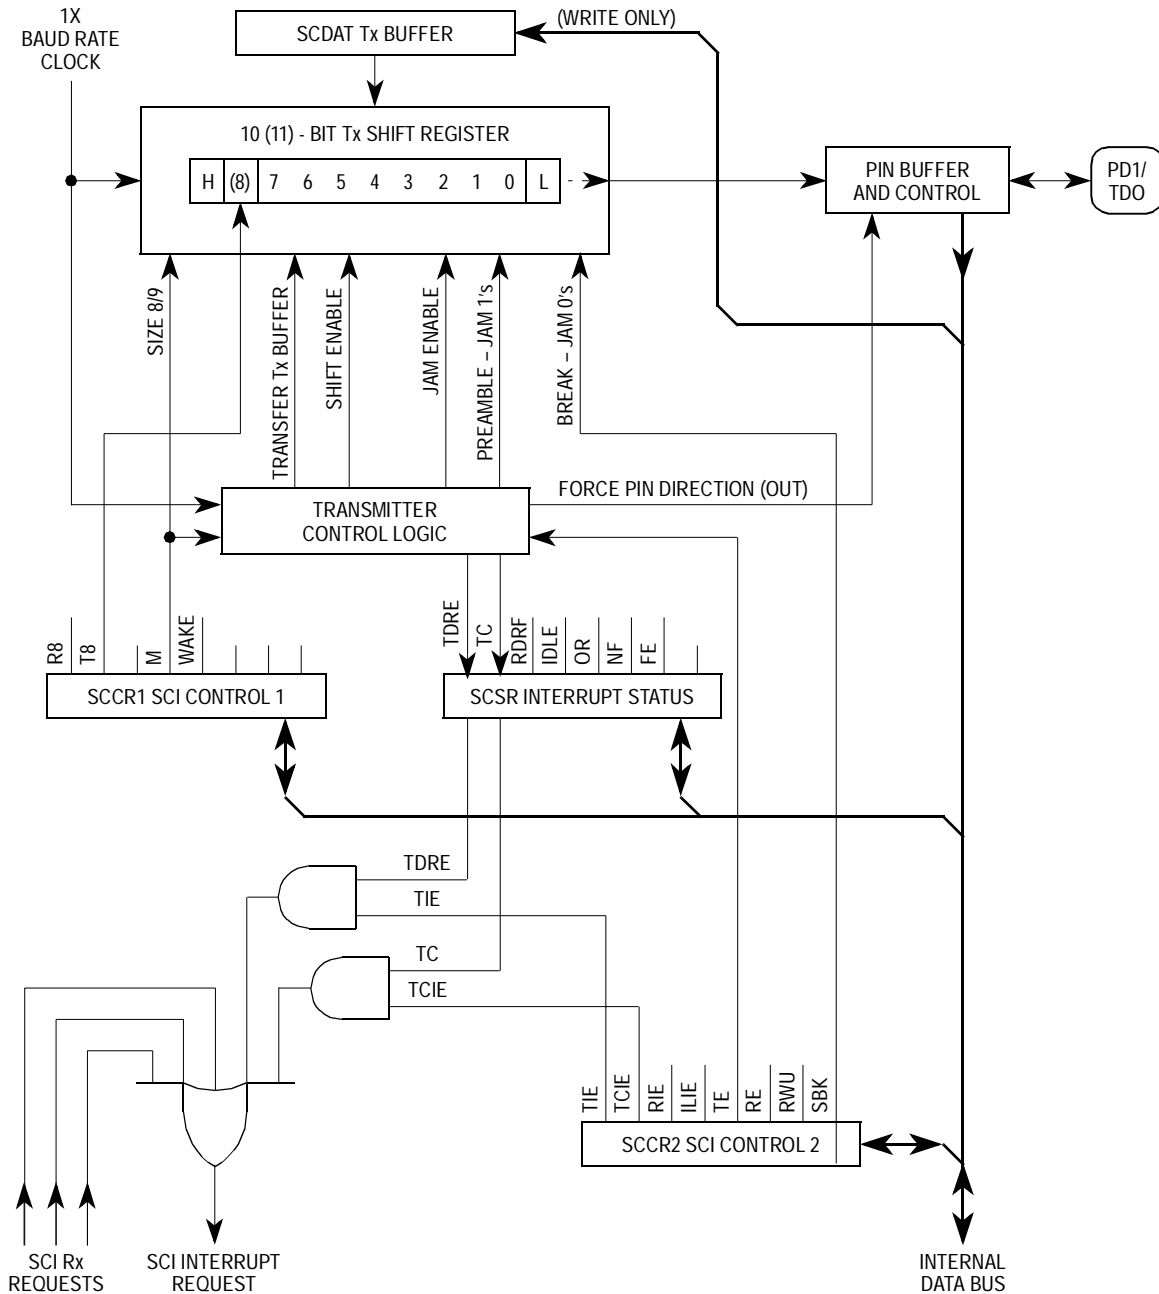 1X
BAUD RATE
CLOCK
SCDAT Tx BUFFER
(WRITE ONLY)
10 (11) - BIT Tx SHIFT REGISTER
H (8) 7 6 5 4 3 2 1 0 L -
PIN BUFFER
AND CONTROL
PD1/
TDO
SIZE 8/9
TRANSFER Tx BUFFER
SHIFT ENABLE
JAM ENABLE
PREAMBLE – JAM 1's
BREAK – JAM 0's
FORCE PIN DIRECTION (OUT)
TRANSMITTER
CONTROL LOGIC
R8
T8
M
WAKE
TDRE
TC
RDRF
IDLE
OR
NF
FE
SCCR1 SCI CONTROL 1
SCSR INTERRUPT STATUS
TDRE
TIE
TC
TCIE
TIE
TCIE
RIE
ILIE
TE
RE
RWU
SBK
SCCR2 SCI CONTROL 2
SCI Rx
REQUESTS
SCI INTERRUPT
REQUEST
INTERNAL
DATA BUS